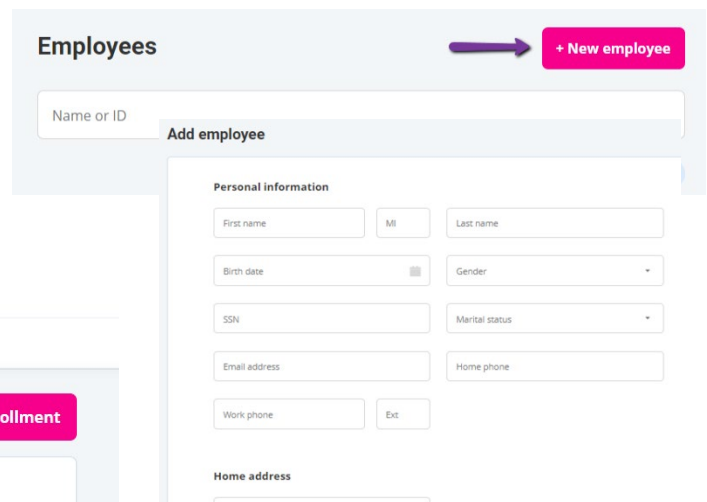 Employees
+ New employee
Name or ID
Add employee
Personal information
First name MI Last name
Birth date Gender
SSN Marital status
Email address Home phone
Work phone Ext
ollment
Home address